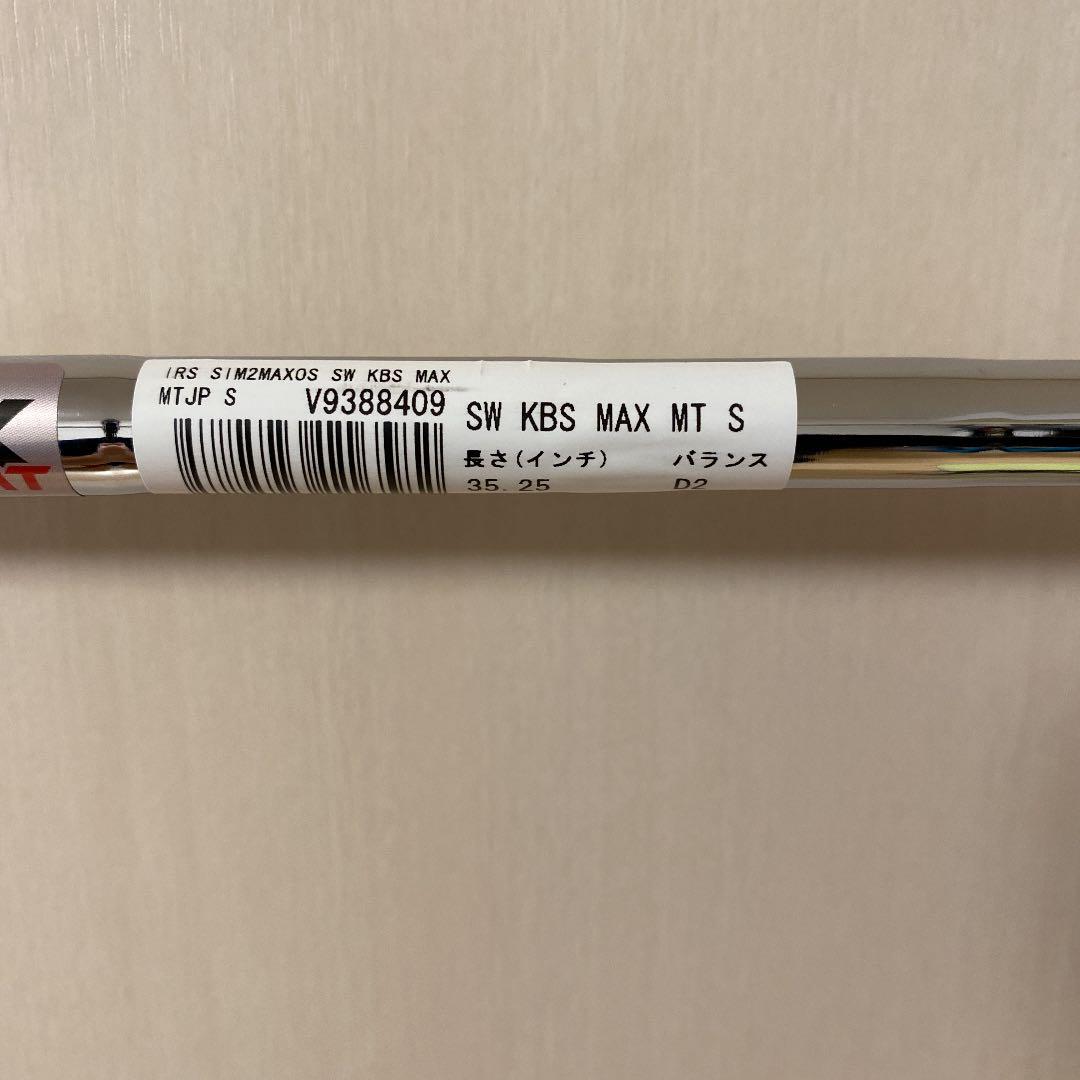 IRS SIM2MAXOS SW KBS MAX
MTJP S V9388409
SW KBS MAX MT S
長さ(インチ) バランス
35.25 D2